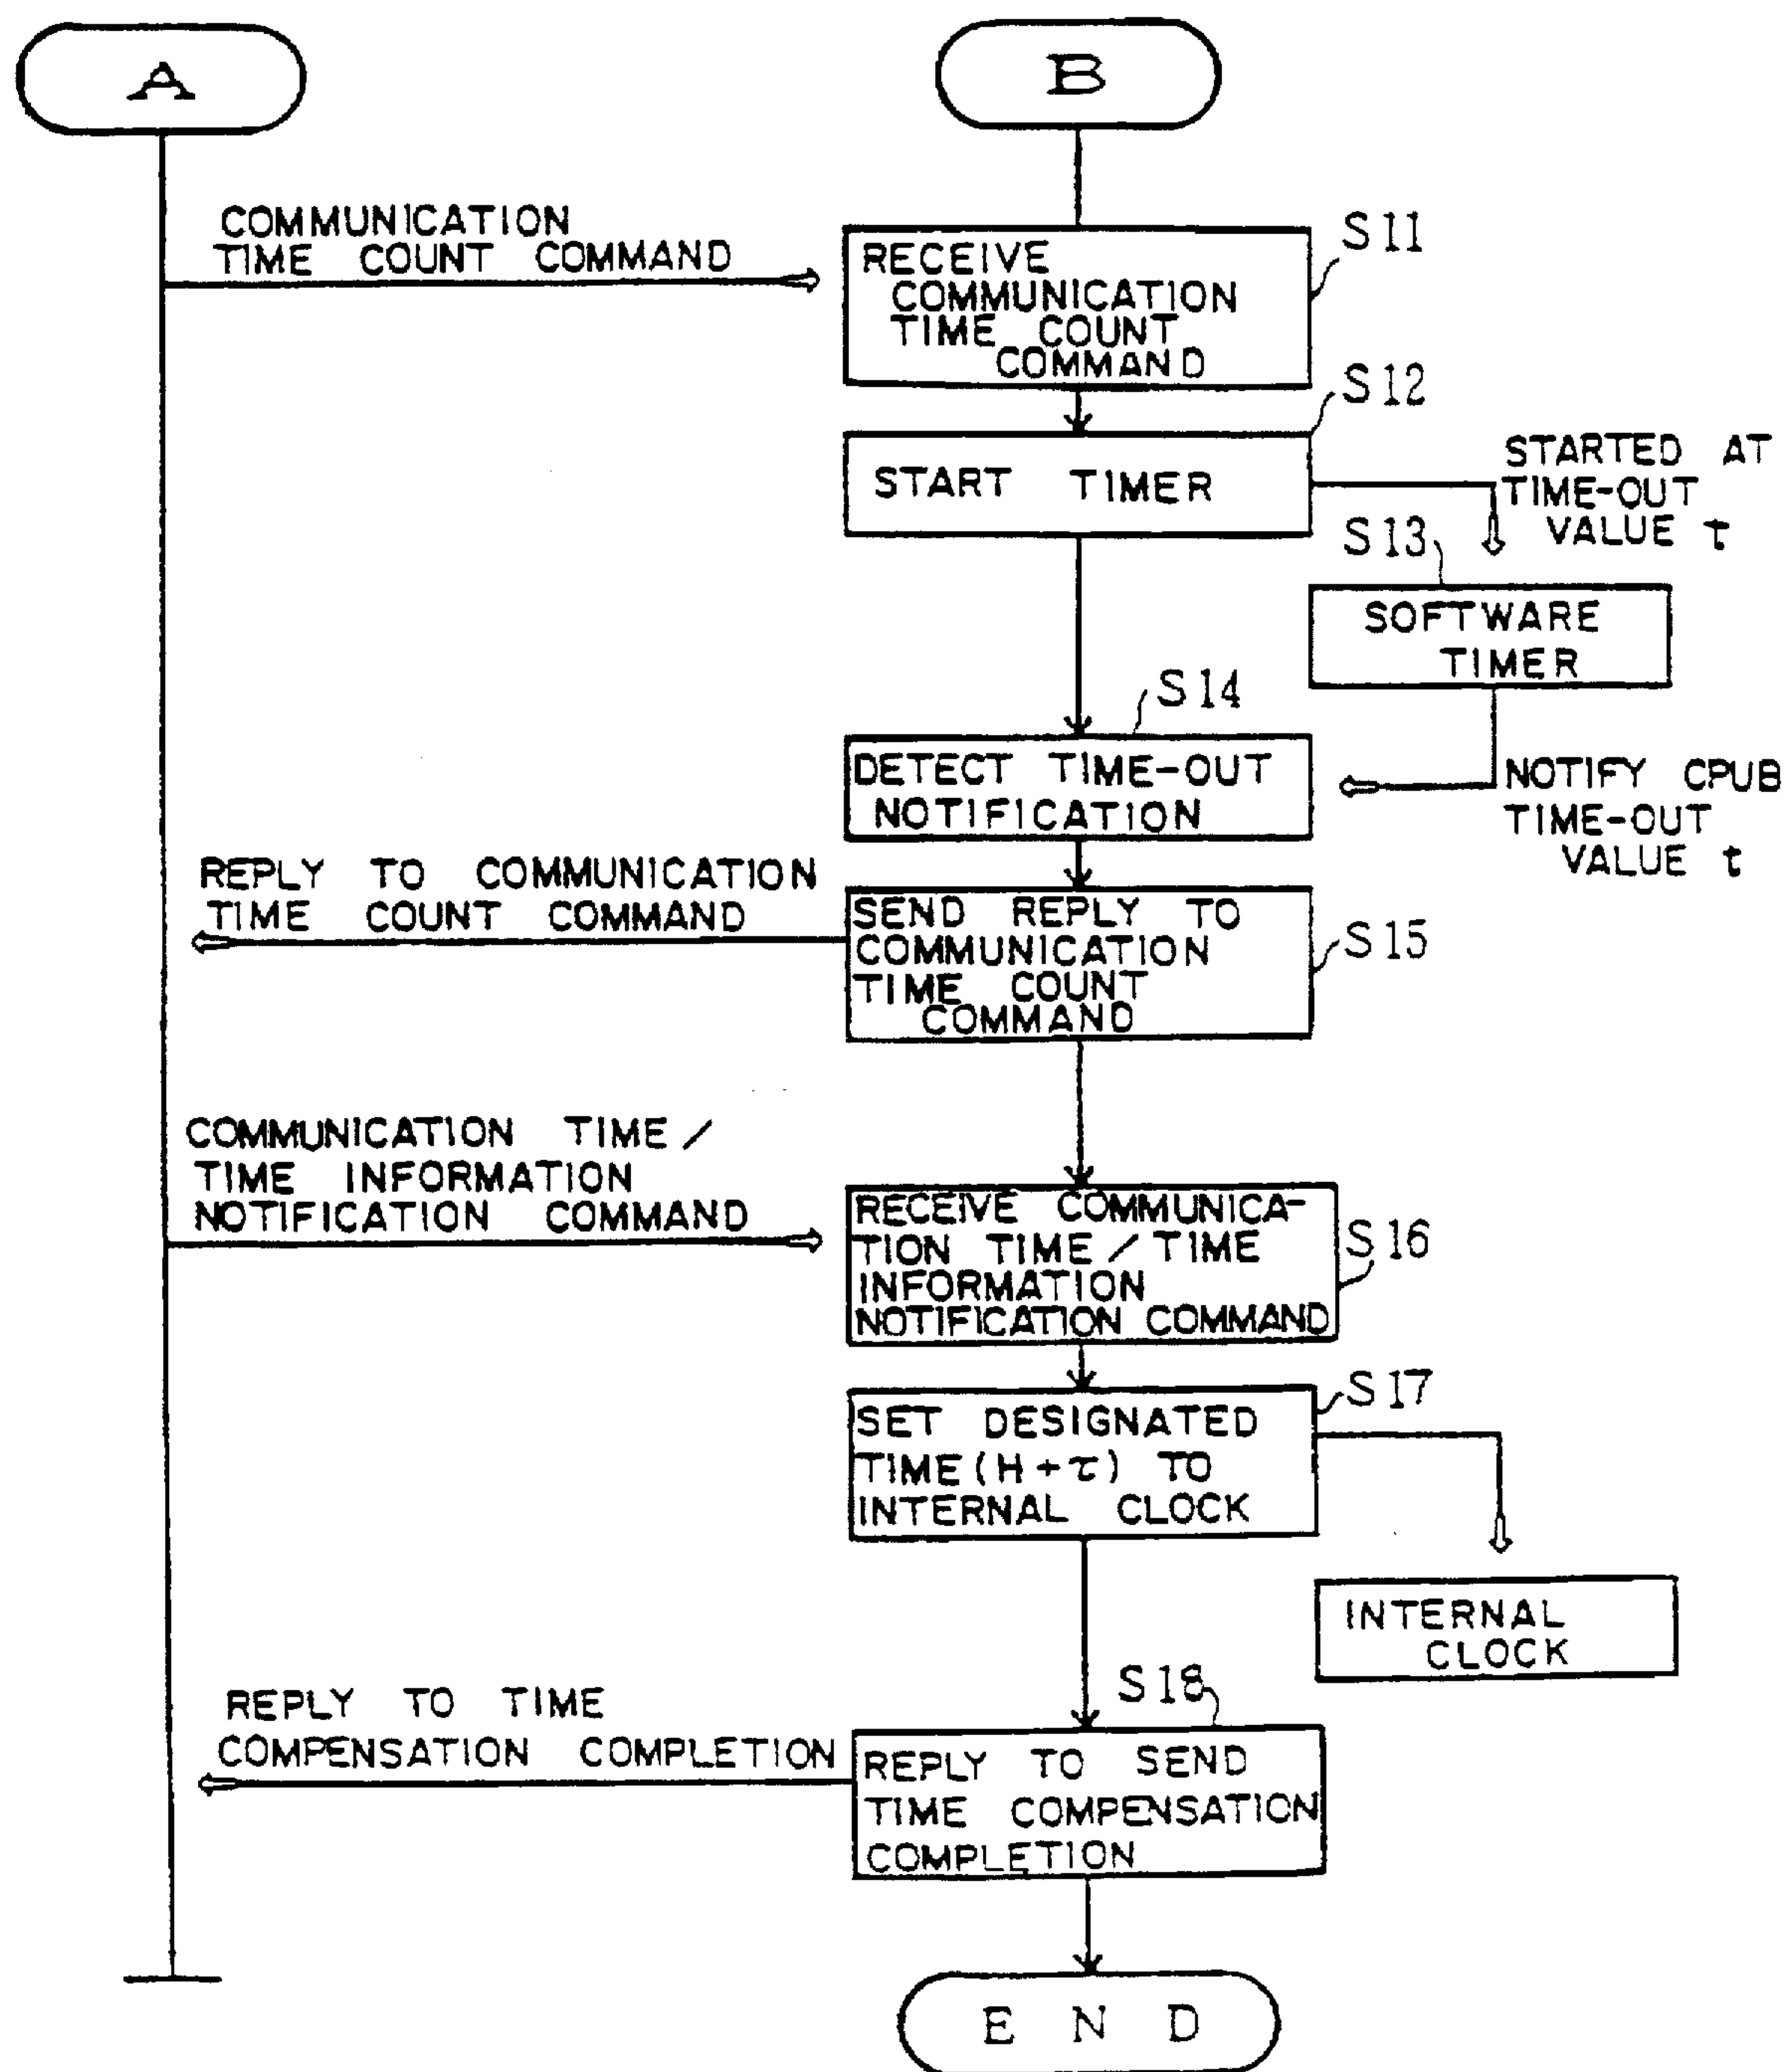 A
B
COMMUNICATION
TIME COUNT COMMAND
S11
RECEIVE
COMMUNICATION
TIME COUNT
COMMAND
S12
START TIMER
STARTED AT
TIME-OUT
VALUE τ
S13
SOFTWARE
TIMER
S14
DETECT TIME-OUT
NOTIFICATION
NOTIFY CPUB
TIME-OUT
VALUE t
REPLY TO COMMUNICATION
TIME COUNT COMMAND
SEND REPLY TO
COMMUNICATION
TIME COUNT
COMMAND
S15
COMMUNICATION TIME /
TIME INFORMATION
NOTIFICATION COMMAND
RECEIVE COMMUNICA-
TION TIME / TIME
INFORMATION
NOTIFICATION COMMAND
S16
S17
SET DESIGNATED
TIME (H + τ) TO
INTERNAL CLOCK
INTERNAL
CLOCK
S18
REPLY TO TIME
COMPENSATION COMPLETION
REPLY TO SEND
TIME COMPENSATION
COMPLETION
END